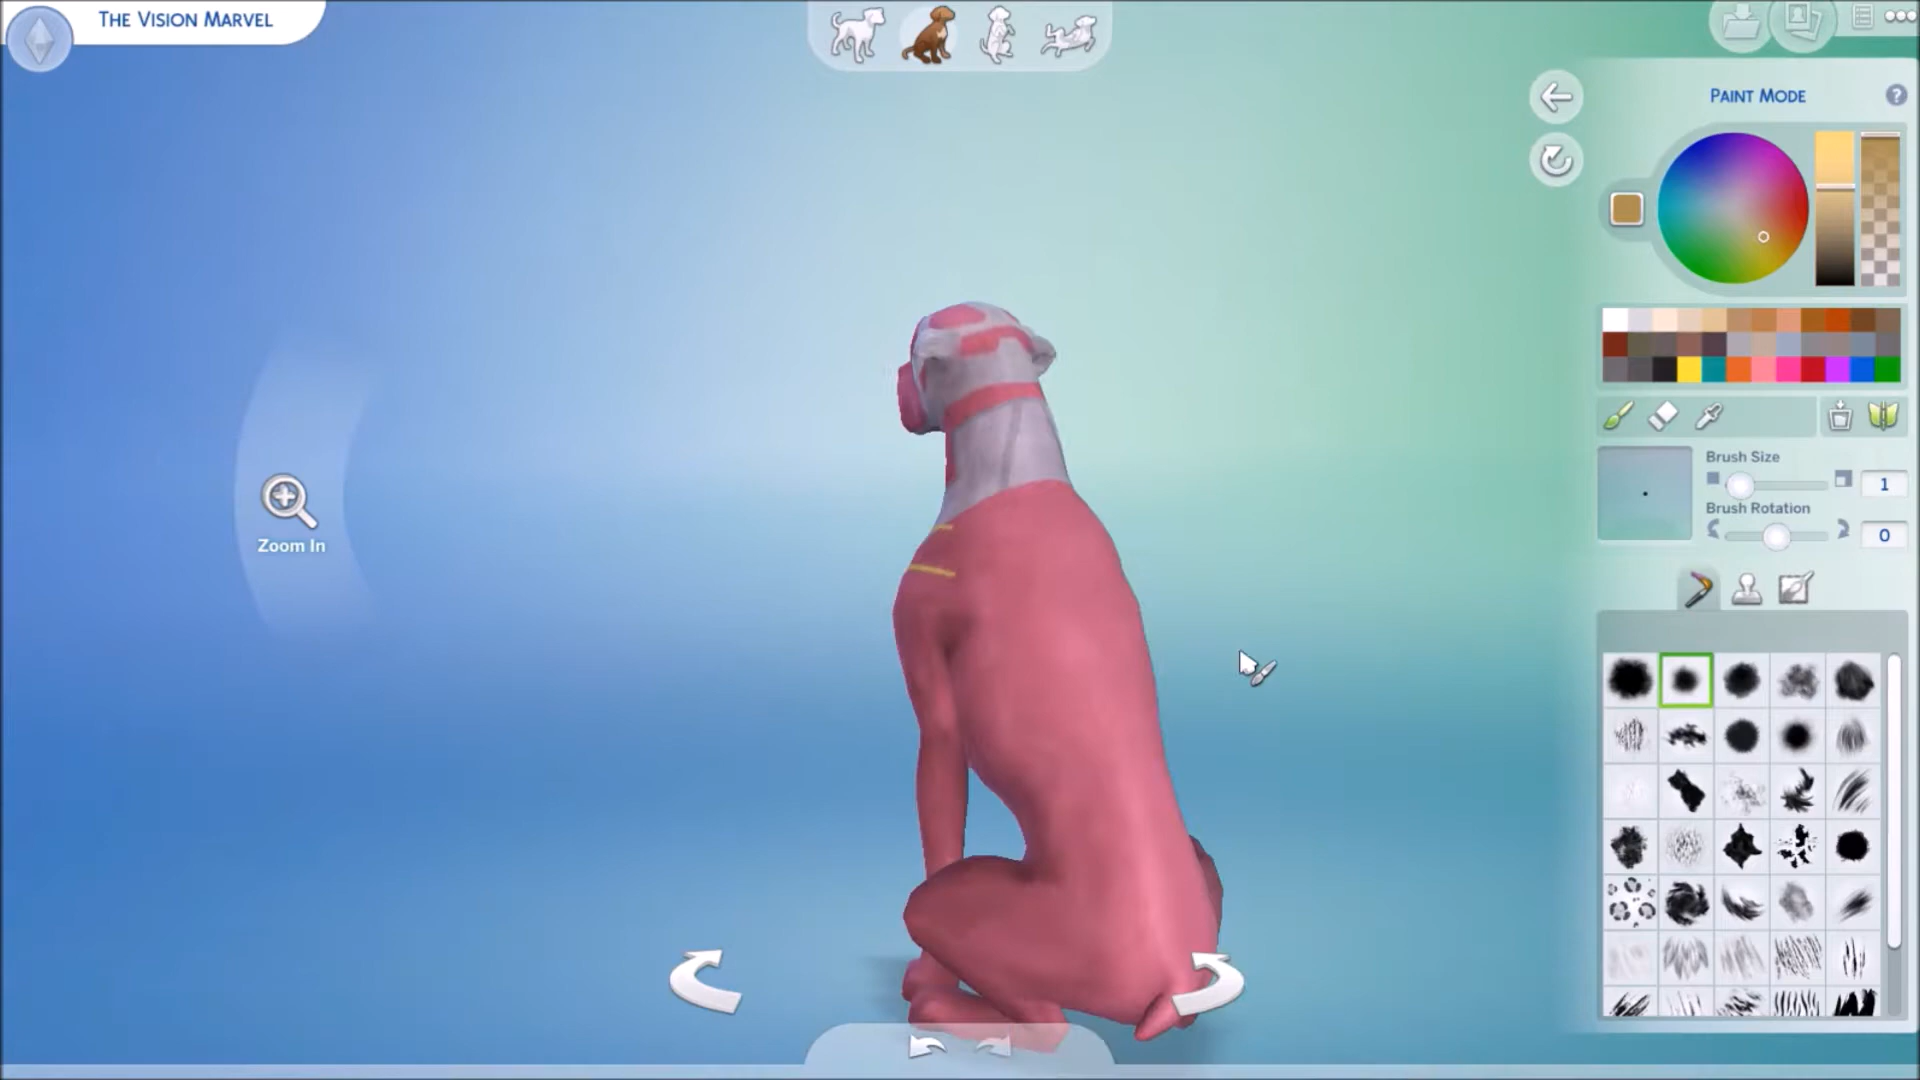 THE VISION MARVEL
PAINT MODE
?
Brush Size
1
Brush Rotation
0
Zoom In